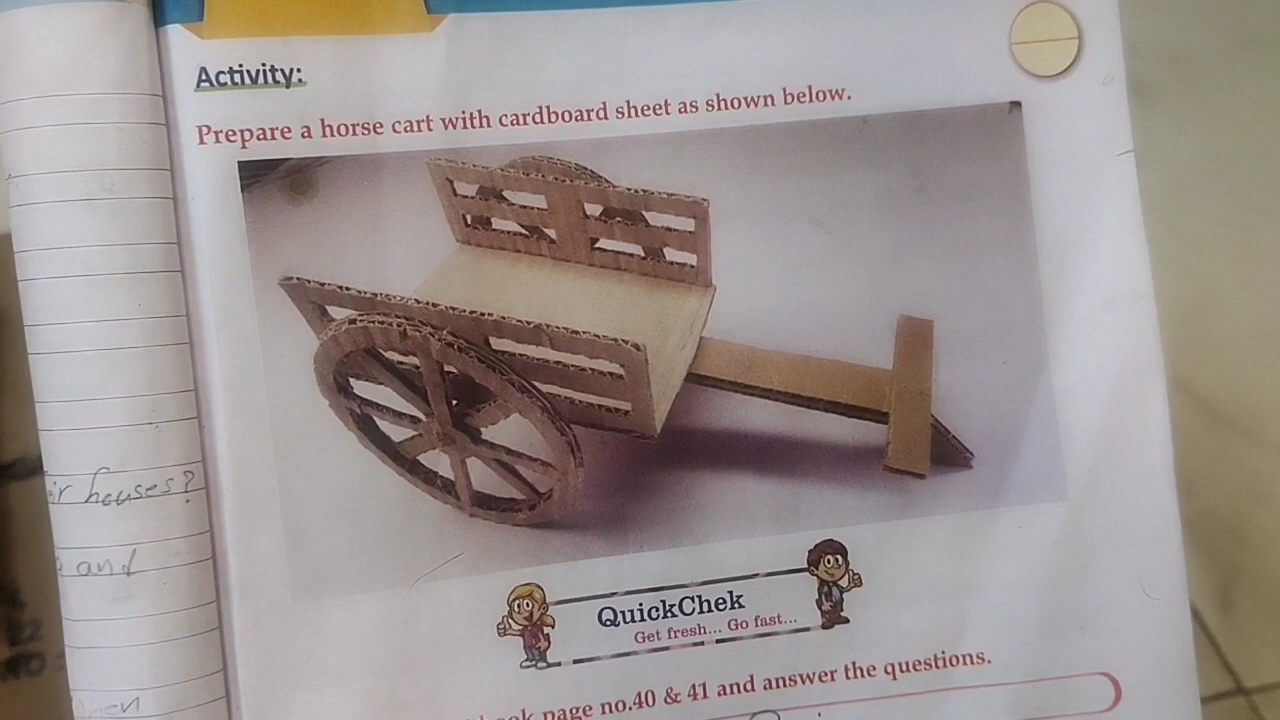 Activity:
Prepare a horse cart with cardboard sheet as shown below.
houses?
and
QuickChek
Get fresh... Go fast...
page no.40 & 41 and answer the questions.